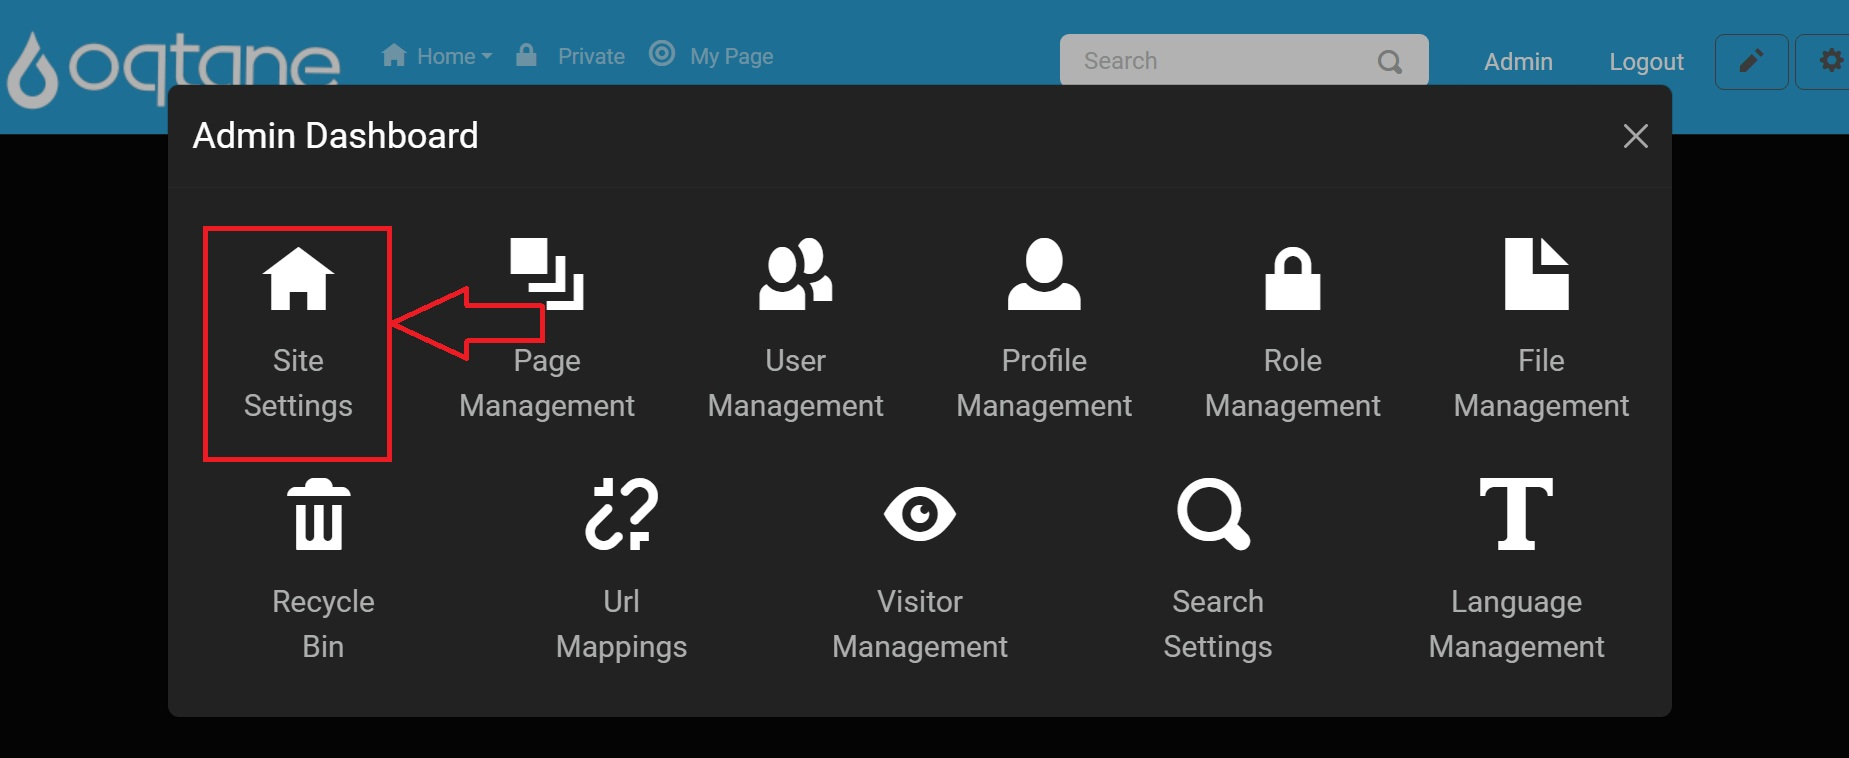 oqtane
Home Private My Page
Search
Admin Logout
Admin Dashboard
Site
Settings
Page
Management
User
Management
Profile
Management
Role
Management
File
Management
Recycle
Bin
Url
Mappings
Visitor
Management
Search
Settings
Language
Management